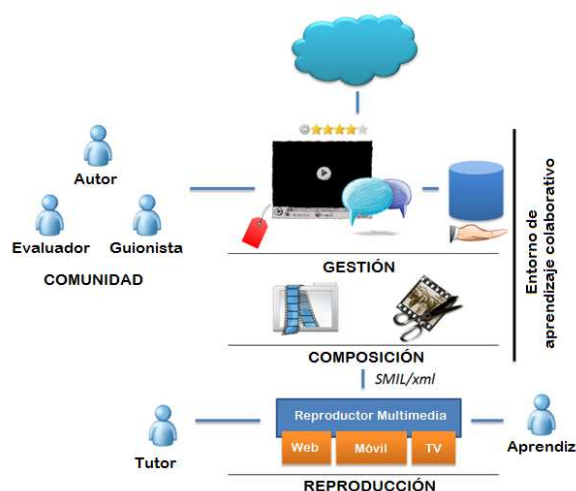 Autor
Evaluador
Guionista
COMUNIDAD
GESTIÓN
Entorno de
aprendizaje colaborativo
COMPOSICIÓN
SMIL/xml
Reproductor Multimedia
Web
Móvil
TV
Tutor
Aprendiz
REPRODUCCIÓN